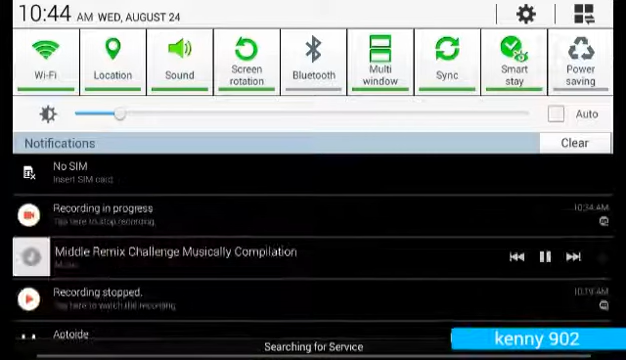 10:44 AM WED, AUGUST 24
Wi-Fi
Location
Sound
Screen rotation
Bluetooth
Multi window
Sync
Smart stay
Power saving
Auto
Notifications
Clear
No SIM
Insert SIM card
Recording in progress
10:34 AM
Tap here to stop recording.
Middle Remix Challenge Musically Compilation
Music
Recording stopped.
10:19 AM
Tap here to watch the recording
Aptoide
Searching for Service
kenny 902